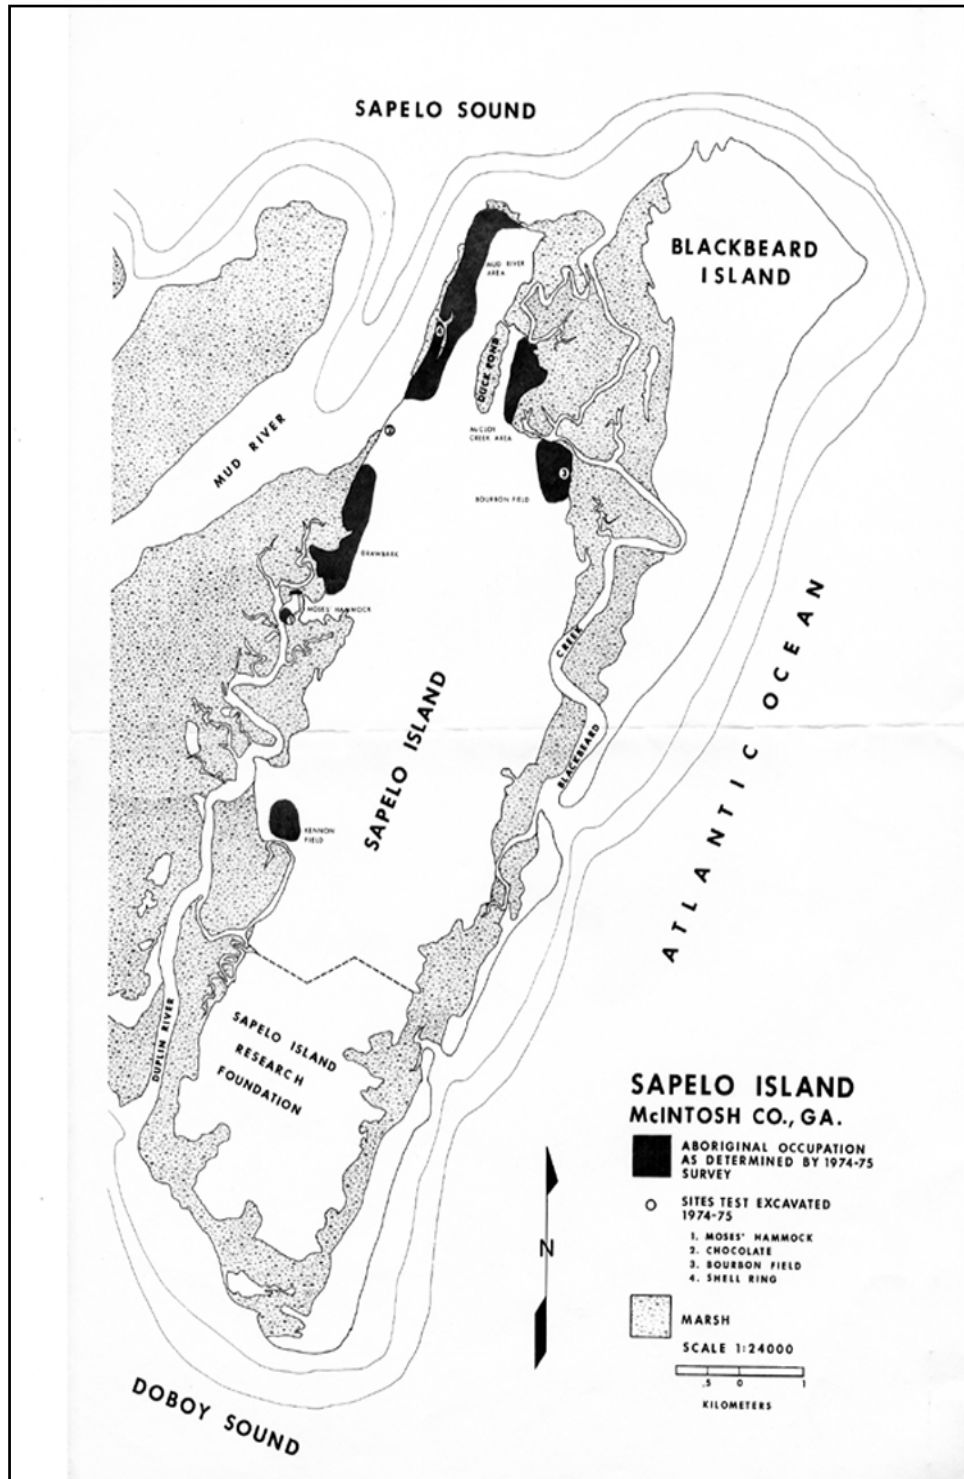 SAPELO SOUND
BLACKBEARD
ISLAND
MUD RIVER
AREA
DUCK POND
MUD RIVER
McCLOY
CREEK AREA
BOURBON FIELD
3
MOSES' HAMMOCK
CREEK
BLACKBEARD
SAPELO ISLAND
ATLANTIC OCEAN
KENNON
FIELD
DUPLIN RIVER
SAPELO ISLAND
RESEARCH
FOUNDATION
SAPELO ISLAND
McINTOSH CO., GA.
ABORIGINAL OCCUPATION
AS DETERMINED BY 1974-75
SURVEY
SITES TEST EXCAVATED
1974-75
1. MOSES' HAMMOCK
2. CHOCOLATE
3. BOURBON FIELD
4. SHELL RING
N
MARSH
SCALE 1:24000
.5 0 1
KILOMETERS
DOBOY SOUND